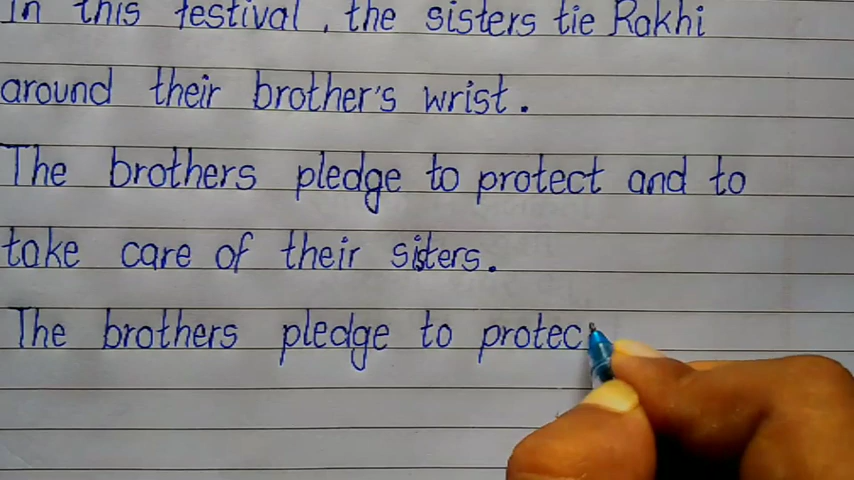 In this festival, the sisters tie Rakhi
around their brother's wrist.
The brothers pledge to protect and to
take care of their sisters.
The brothers pledge to protec